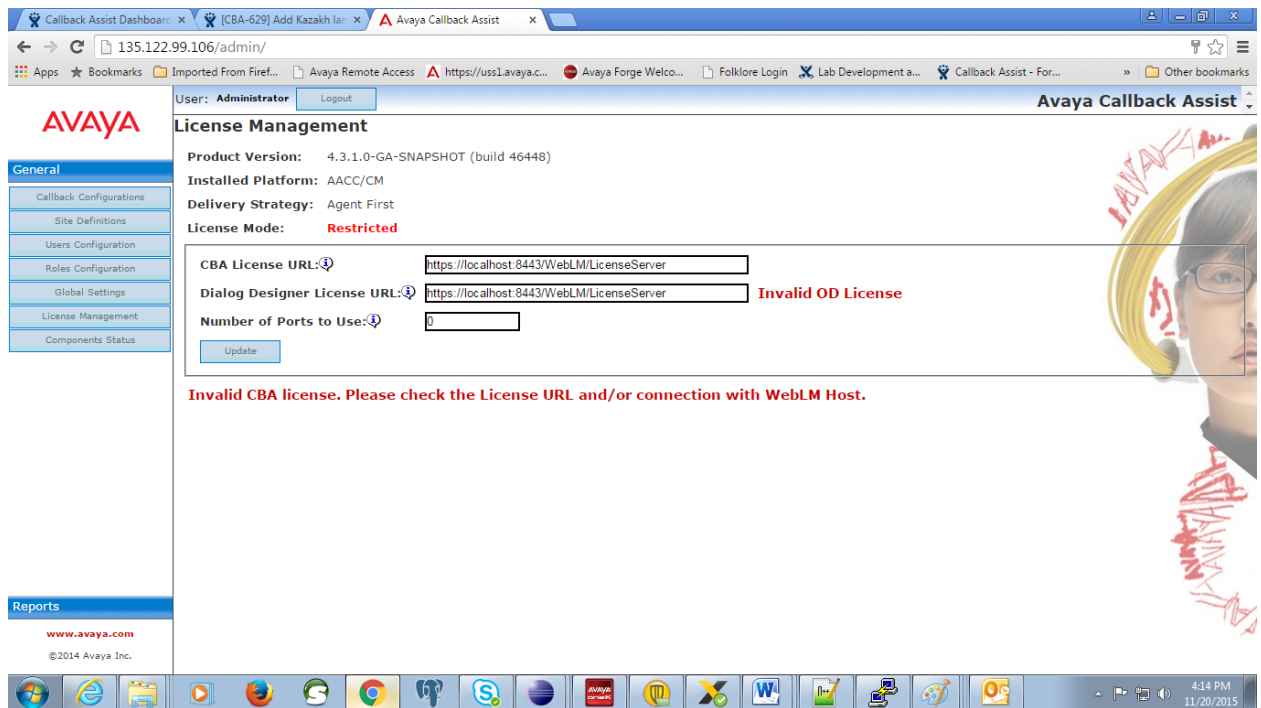 Callback Assist Dashboard
[CBA-629] Add Kazakh lan
Avaya Callback Assist
135.122.99.106/admin/
Apps
Bookmarks
Imported From Firef...
Avaya Remote Access
https://uss1.avaya.c...
Avaya Forge Welco...
Folklore Login
Lab Development a...
Callback Assist - For...
»
Other bookmarks
AVAYA
User: Administrator
Logout
Avaya Callback Assist
License Management
Product Version: 4.3.1.0-GA-SNAPSHOT (build 46448)
Installed Platform: AACC/CM
Delivery Strategy: Agent First
License Mode: Restricted
General
Callback Configurations
Site Definitions
Users Configuration
Roles Configuration
Global Settings
License Management
Components Status
CBA License URL: https://localhost:8443/WebLM/LicenseServer
Dialog Designer License URL: https://localhost:8443/WebLM/LicenseServer Invalid OD License
Number of Ports to Use: 0
Update
Invalid CBA license. Please check the License URL and/or connection with WebLM Host.
Reports
www.avaya.com
©2014 Avaya Inc.
4:14 PM
11/20/2015